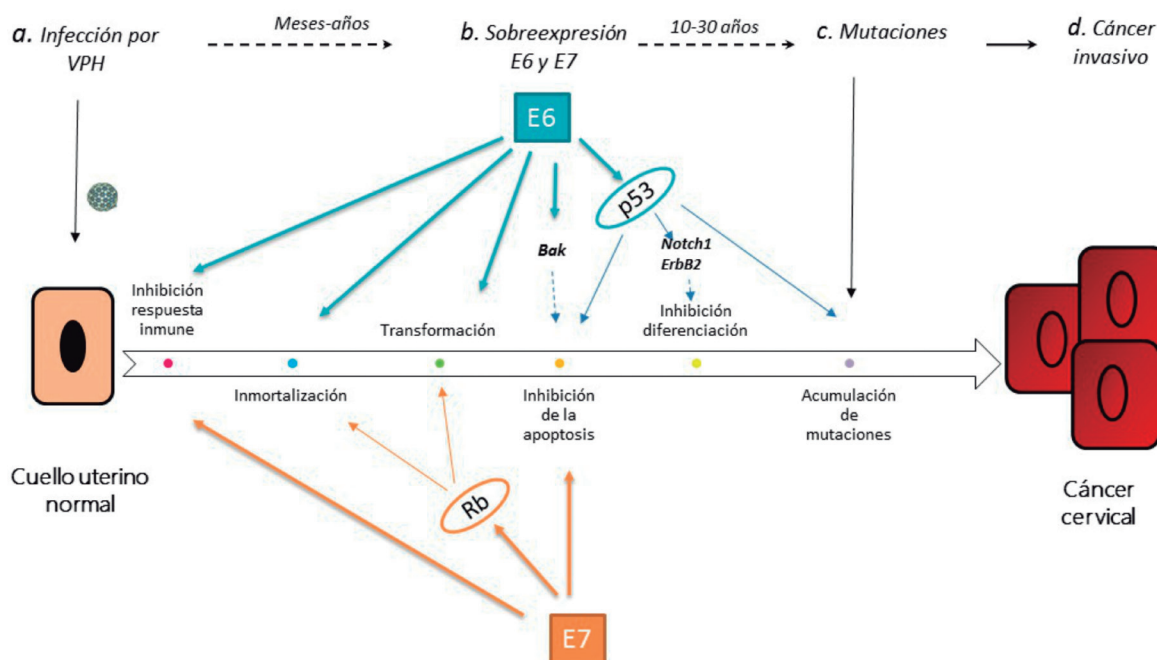 a. Infección por
VPH
Meses-años
b. Sobreexpresión
E6 y E7
10-30 años
c. Mutaciones
d. Cáncer
invasivo
E6
p53
Bak
Notch1
ErbB2
Inhibición
respuesta
inmune
Transformación
Inhibición
diferenciación
Inmortalización
Inhibición
de la
apoptosis
Acumulación
de
mutaciones
Cuello uterino
normal
Rb
Cáncer
cervical
E7